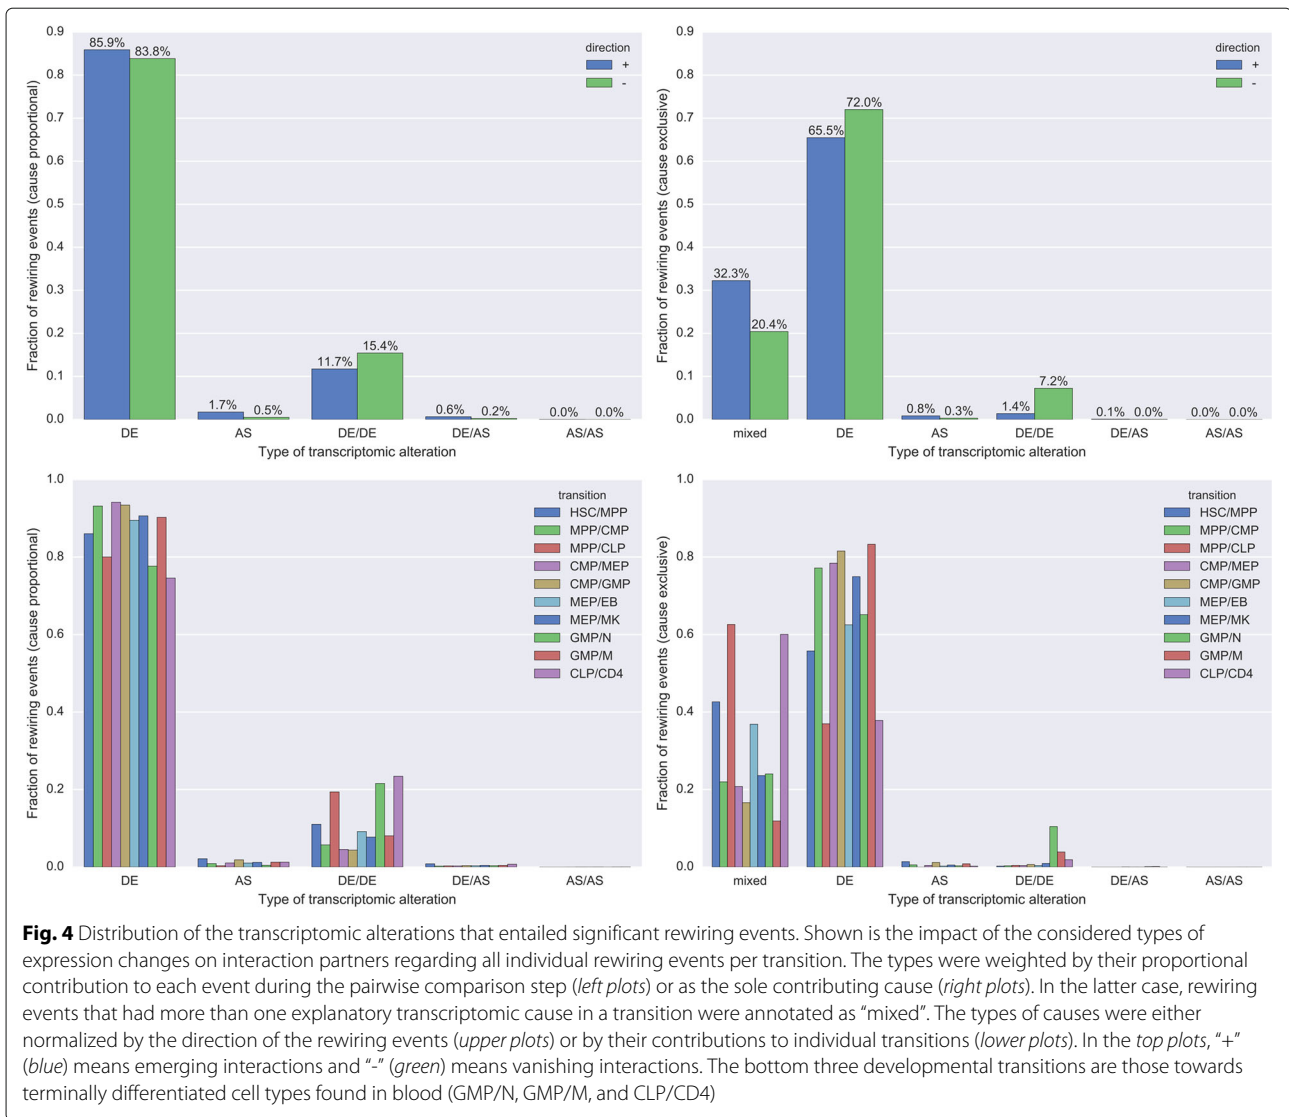 0.9
0.8
0.7
0.6
0.5
0.4
0.3
0.2
0.1
0.0
Fraction of rewiring events (cause proportional)
85.9%
83.8%
1.7%
0.5%
11.7%
15.4%
0.6%
0.2%
0.0%
0.0%
direction
+
-
DE
AS
DE/DE
DE/AS
AS/AS
Type of transcriptomic alteration
0.9
0.8
0.7
0.6
0.5
0.4
0.3
0.2
0.1
0.0
Fraction of rewiring events (cause exclusive)
32.3%
20.4%
65.5%
72.0%
0.8%
0.3%
1.4%
7.2%
0.1%
0.0%
0.0%
0.0%
direction
+
-
mixed
DE
AS
DE/DE
DE/AS
AS/AS
Type of transcriptomic alteration
1.0
0.8
0.6
0.4
0.2
0.0
Fraction of rewiring events (cause proportional)
transition
HSC/MPP
MPP/CMP
MPP/CLP
CMP/MEP
CMP/GMP
MEP/EB
MEP/MK
GMP/N
GMP/M
CLP/CD4
DE
AS
DE/DE
DE/AS
AS/AS
Type of transcriptomic alteration
1.0
0.8
0.6
0.4
0.2
0.0
Fraction of rewiring events (cause exclusive)
transition
HSC/MPP
MPP/CMP
MPP/CLP
CMP/MEP
CMP/GMP
MEP/EB
MEP/MK
GMP/N
GMP/M
CLP/CD4
mixed
DE
AS
DE/DE
DE/AS
AS/AS
Type of transcriptomic alteration
Fig. 4 Distribution of the transcriptomic alterations that entailed significant rewiring events. Shown is the impact of the considered types of
expression changes on interaction partners regarding all individual rewiring events per transition. The types were weighted by their proportional
contribution to each event during the pairwise comparison step (left plots) or as the sole contributing cause (right plots). In the latter case, rewiring
events that had more than one explanatory transcriptomic cause in a transition were annotated as “mixed”. The types of causes were either
normalized by the direction of the rewiring events (upper plots) or by their contributions to individual transitions (lower plots). In the top plots, “+”
(blue) means emerging interactions and “-” (green) means vanishing interactions. The bottom three developmental transitions are those towards
terminally differentiated cell types found in blood (GMP/N, GMP/M, and CLP/CD4)